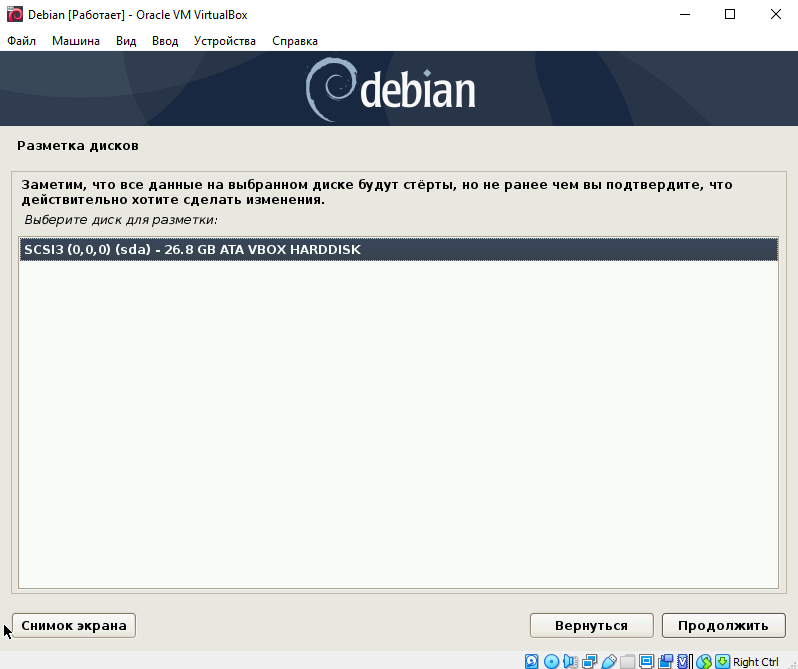 Debian [Работает] - Oracle VM VirtualBox
Файл Машина Вид Ввод Устройства Справка
debian
Разметка дисков
Заметим, что все данные на выбранном диске будут стёрты, но не ранее чем вы подтвердите, что
действительно хотите сделать изменения.
Выберите диск для разметки:
SCSI3 (0,0,0) (sda) - 26.8 GB ATA VBOX HARDDISK
Снимок экрана Вернуться Продолжить
Right Ctrl